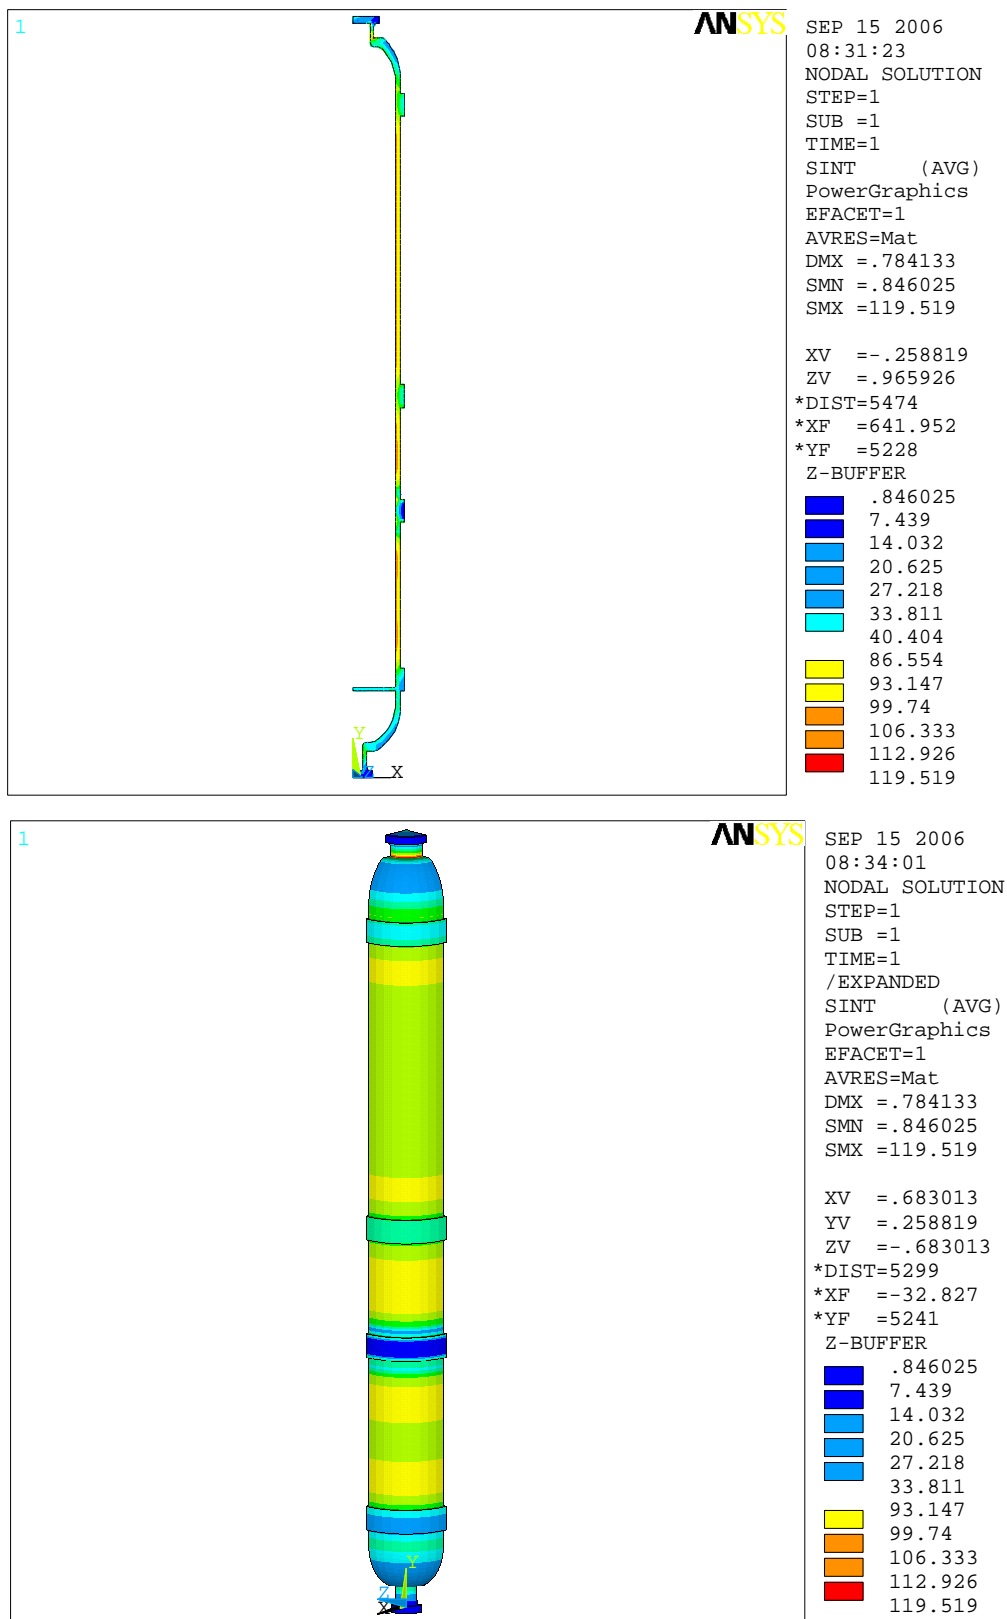 1
ANSYS
SEP 15 2006
08:31:23
NODAL SOLUTION
STEP=1
SUB =1
TIME=1
SINT (AVG)
PowerGraphics
EFACET=1
AVRES=Mat
DMX =.784133
SMN =.846025
SMX =119.519
XV =-.258819
ZV =.965926
*DIST=5474
*XF =641.952
*YF =5228
Z-BUFFER
.846025
7.439
14.032
20.625
27.218
33.811
40.404
86.554
93.147
99.74
106.333
112.926
119.519
Y
Z X
1
ANSYS
SEP 15 2006
08:34:01
NODAL SOLUTION
STEP=1
SUB =1
TIME=1
/EXPANDED
SINT (AVG)
PowerGraphics
EFACET=1
AVRES=Mat
DMX =.784133
SMN =.846025
SMX =119.519
XV =.683013
YV =.258819
ZV =-.683013
*DIST=5299
*XF =-32.827
*YF =5241
Z-BUFFER
.846025
7.439
14.032
20.625
27.218
33.811
93.147
99.74
106.333
112.926
119.519
Y
Z
X